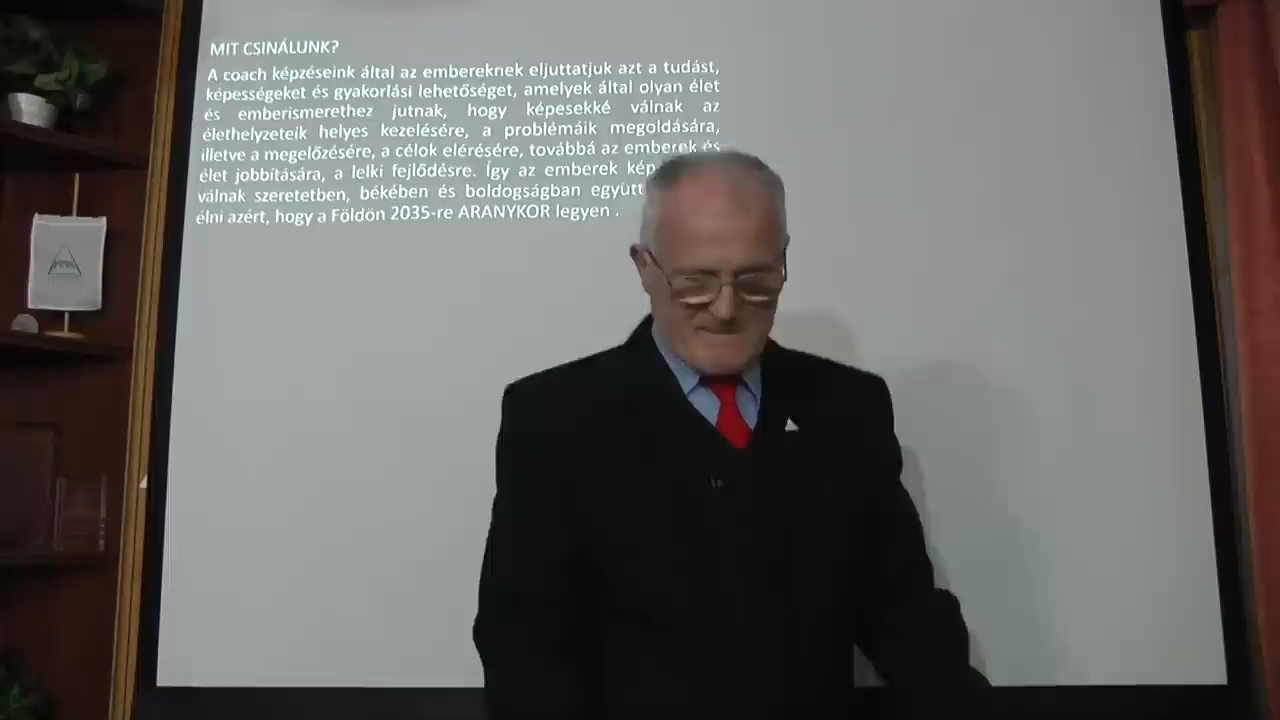 MIT CSINÁLUNK?
A coach képzéseink által az embereknek eljuttatjuk azt a tudást,
képességeket és gyakorlási lehetőséget, amelyek által olyan élet
és emberismerethez jutnak, hogy képesekké válnak az
élethelyzeteik helyes kezelésére, a problémáik megoldására,
illetve a megelőzésére, a célok elérésére, továbbá az emberek és
élet jobbítására, a lelki fejlődésre. Így az emberek kép
válnak szeretetben, békében és boldogságban együtt
élni azért, hogy a Földön 2035-re ARANYKOR legyen .